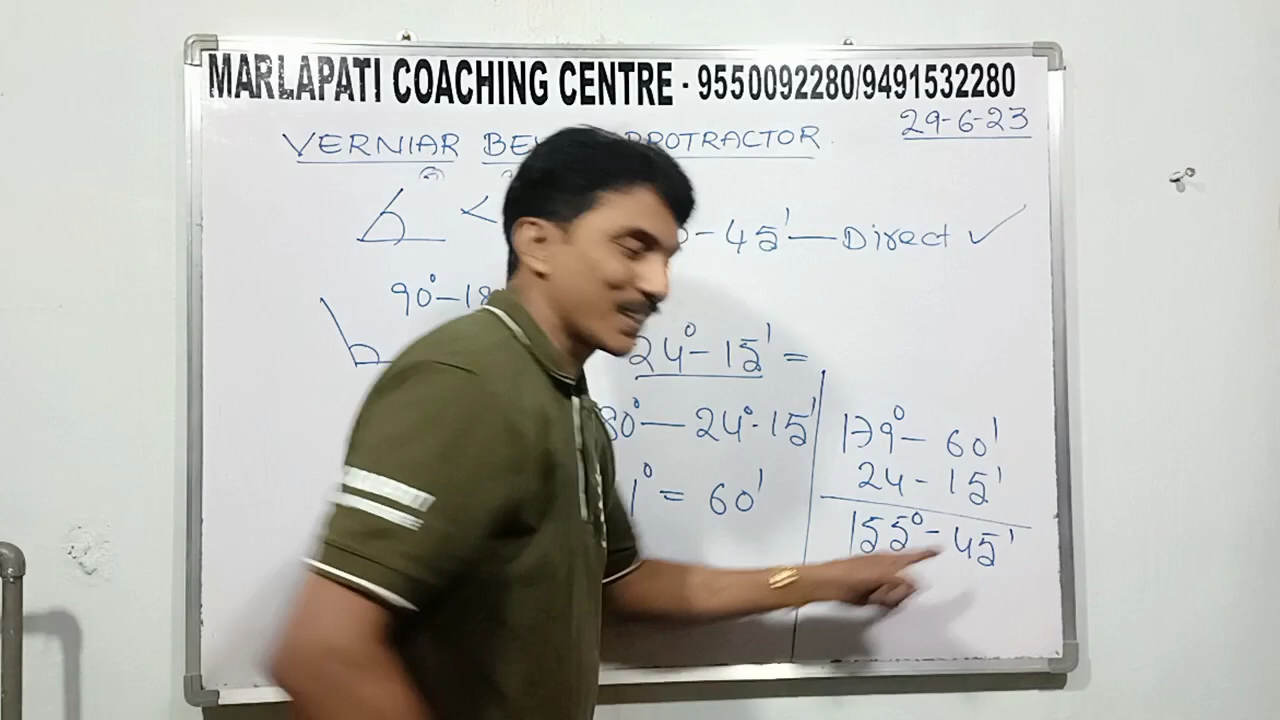 MARLAPATI COACHING CENTRE - 9550092280/9491532280
29-6-23
VERNIAR BEV PROTRACTOR
< - 45' — Direct ✓
90° - 18
24° - 15' =
80° — 24° - 15'
1° = 60'
179° - 60'
24 - 15'
155° - 45'